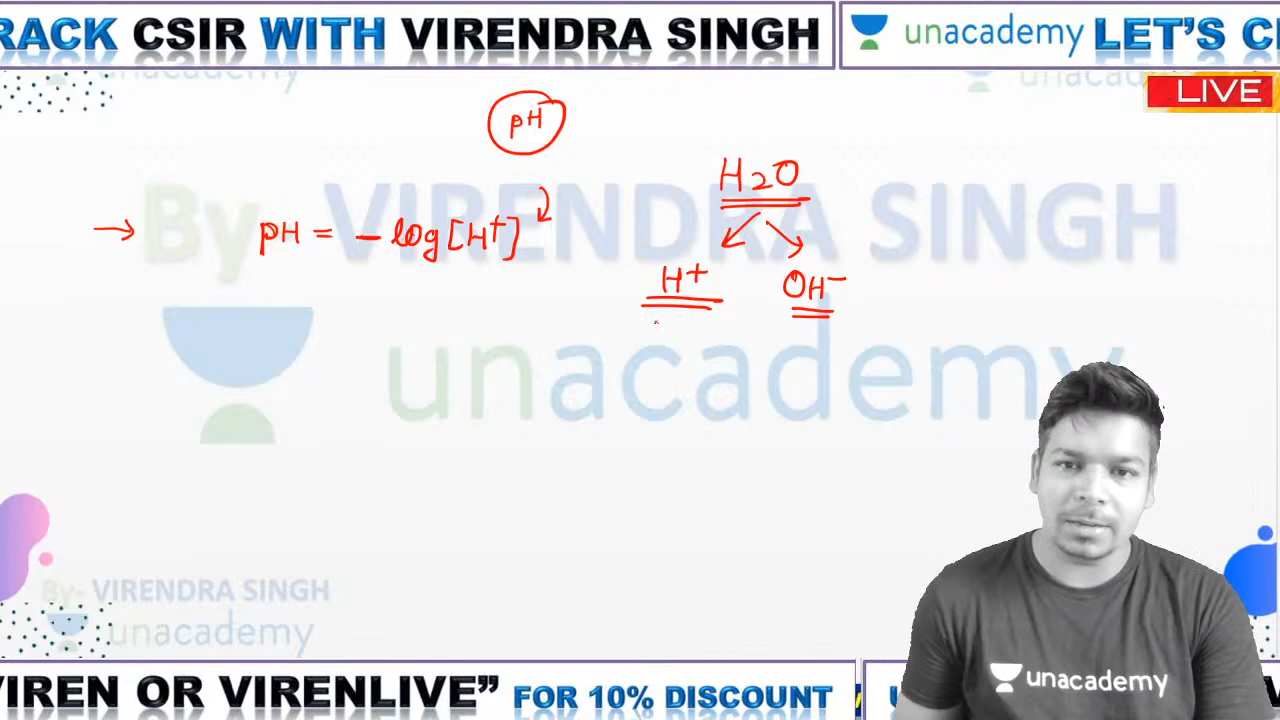 RACK CSIR WITH VIRENDRA SINGH
unacademy LET'S C
LIVE
pH
H2O
→ pH = - log[H+]
H+ OH-
By- VIRENDRA SINGH
unacademy
By- VIRENDRA SINGH
unacademy
unacademy
VIREN OR VIRENLIVE” FOR 10% DISCOUNT